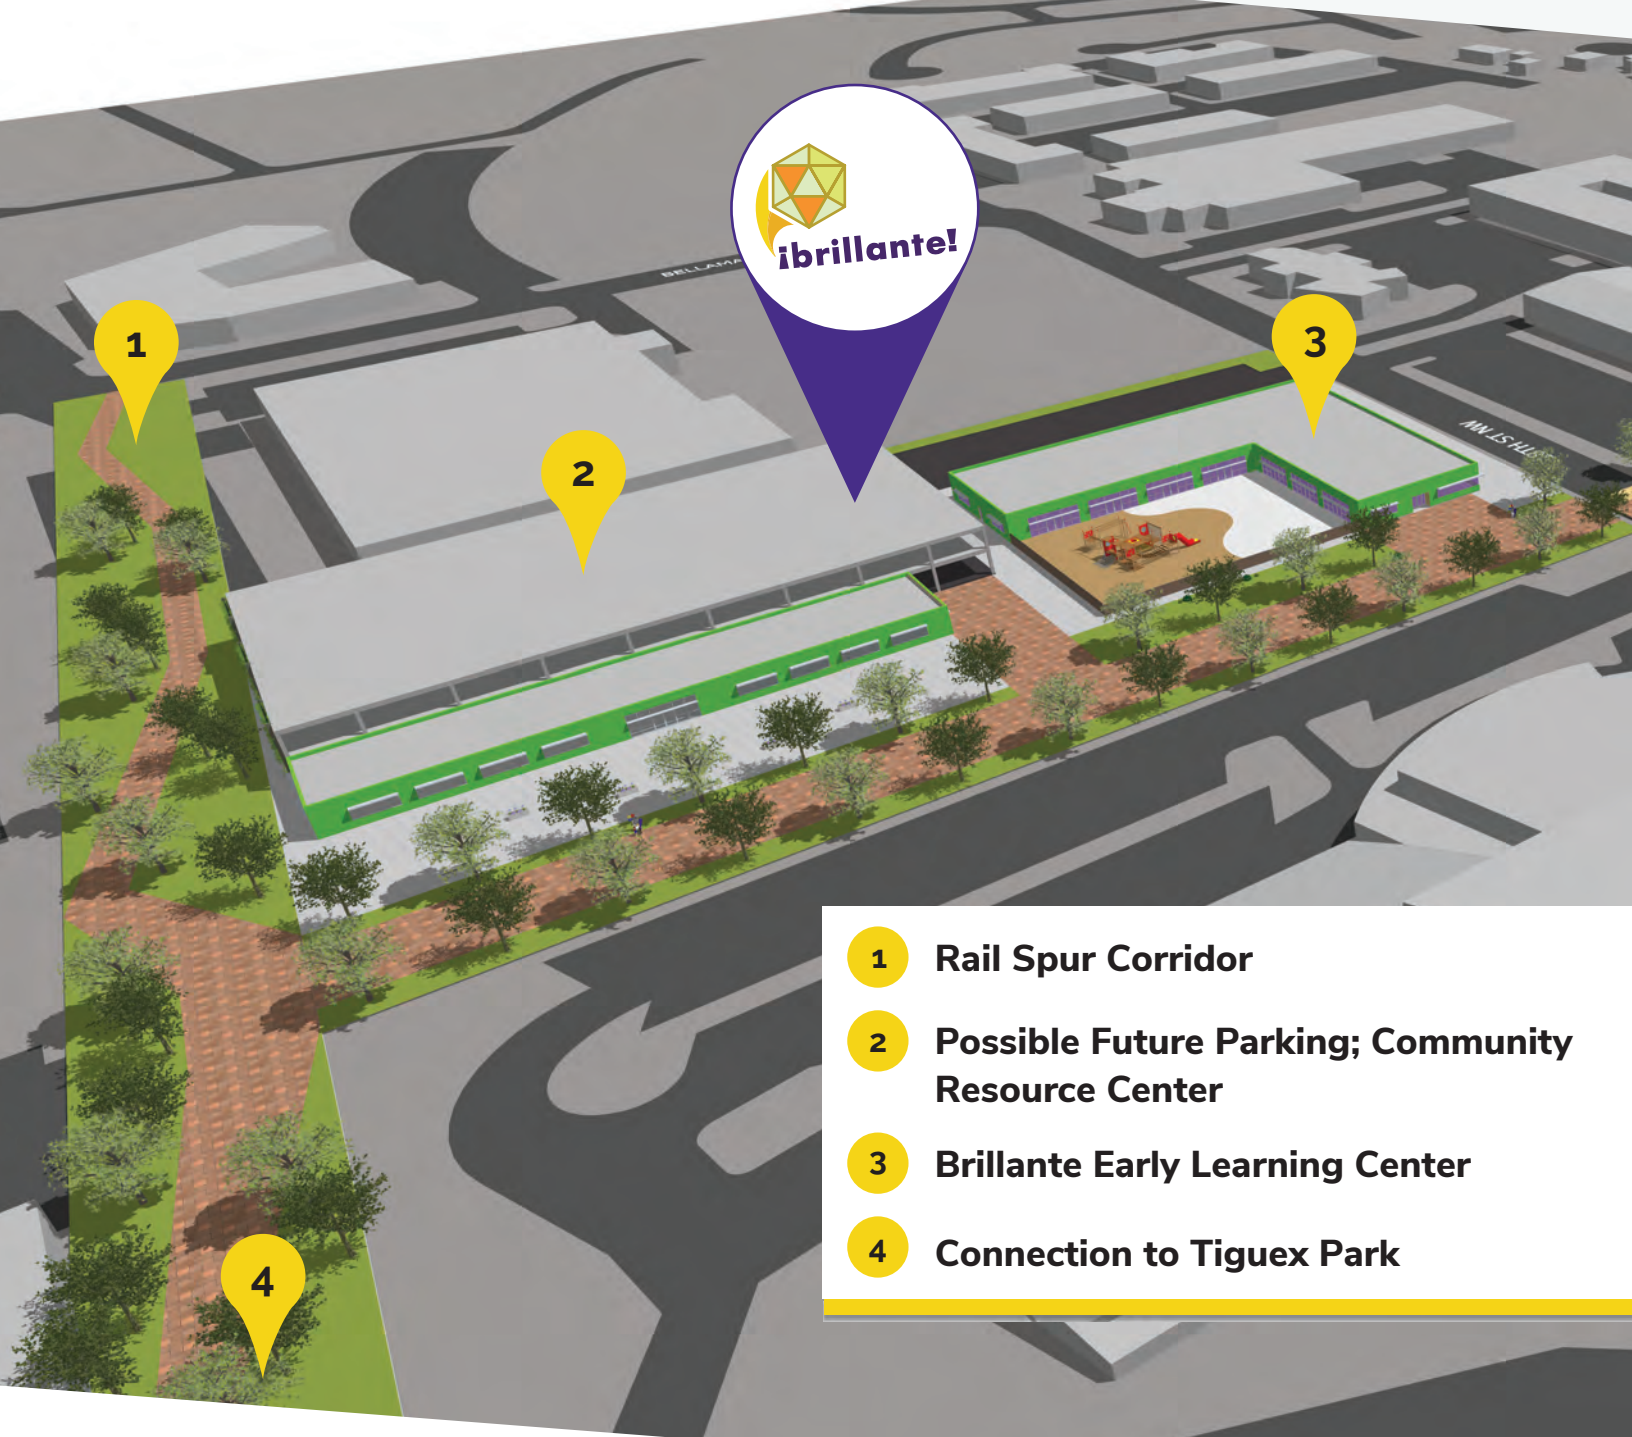 ¡brillante!
1
3
2
4
1 Rail Spur Corridor
2 Possible Future Parking; Community
Resource Center
3 Brillante Early Learning Center
4 Connection to Tiguex Park